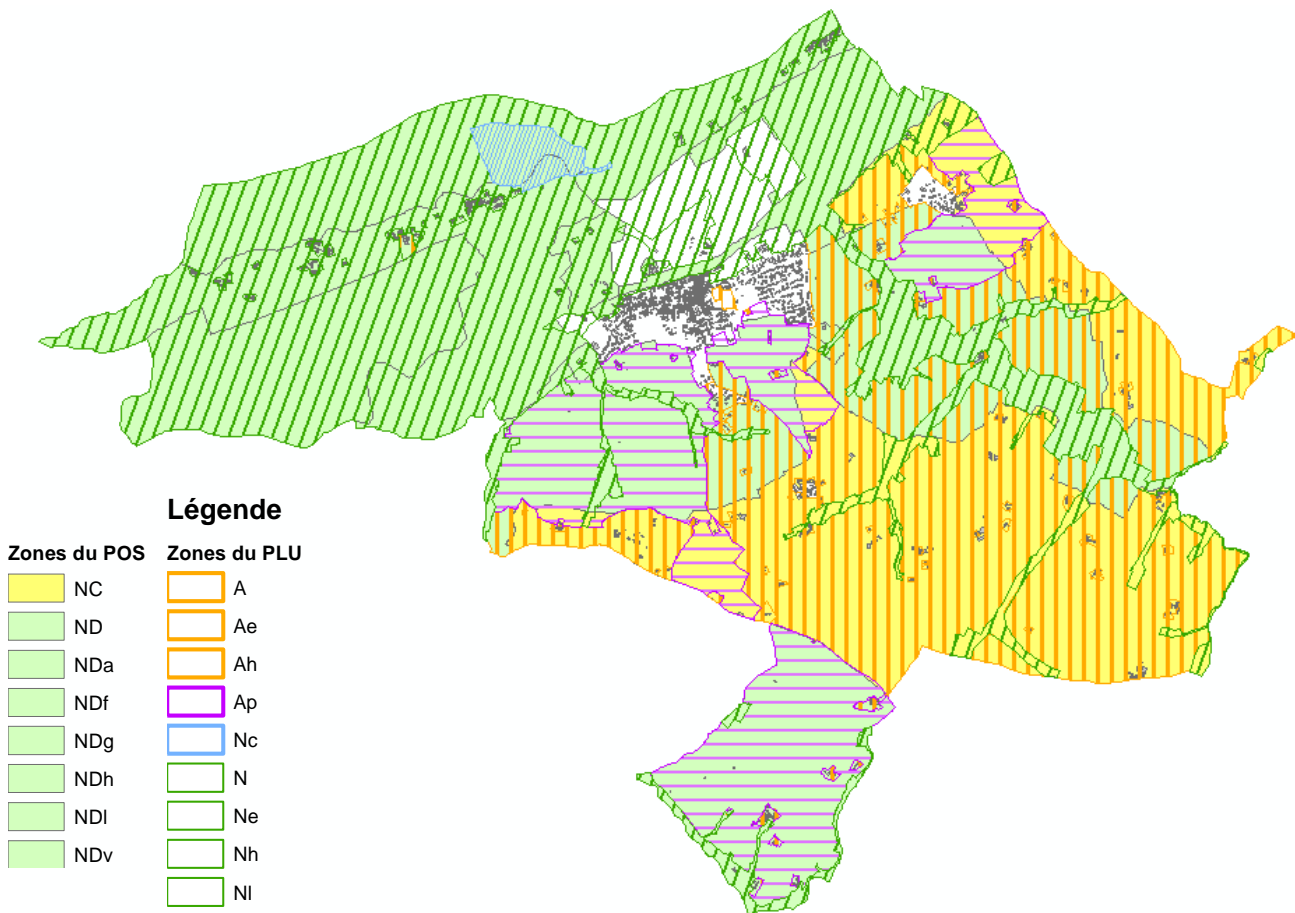 Légende
Zones du POS Zones du PLU
NC A
ND Ae
NDa Ah
NDf Ap
NDg Nc
NDh N
NDl Ne
NDv Nh
Nl